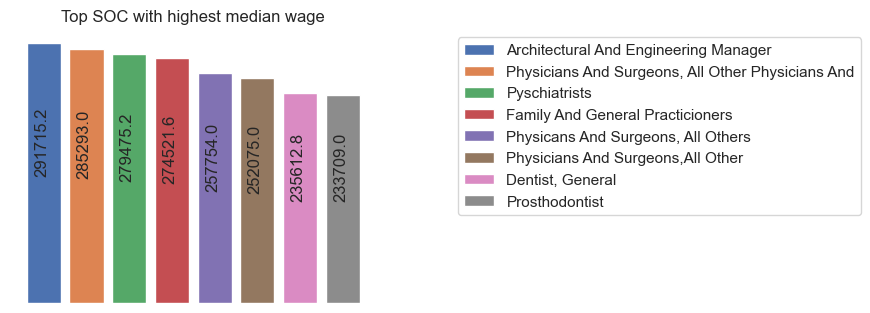 Top SOC with highest median wage
291715.2
285293.0
279475.2
274521.6
257754.0
252075.0
235612.8
233709.0
Architectural And Engineering Manager
Physicians And Surgeons, All Other Physicians And
Pyschiatrists
Family And General Practicioners
Physicans And Surgeons, All Others
Physicians And Surgeons,All Other
Dentist, General
Prosthodontist